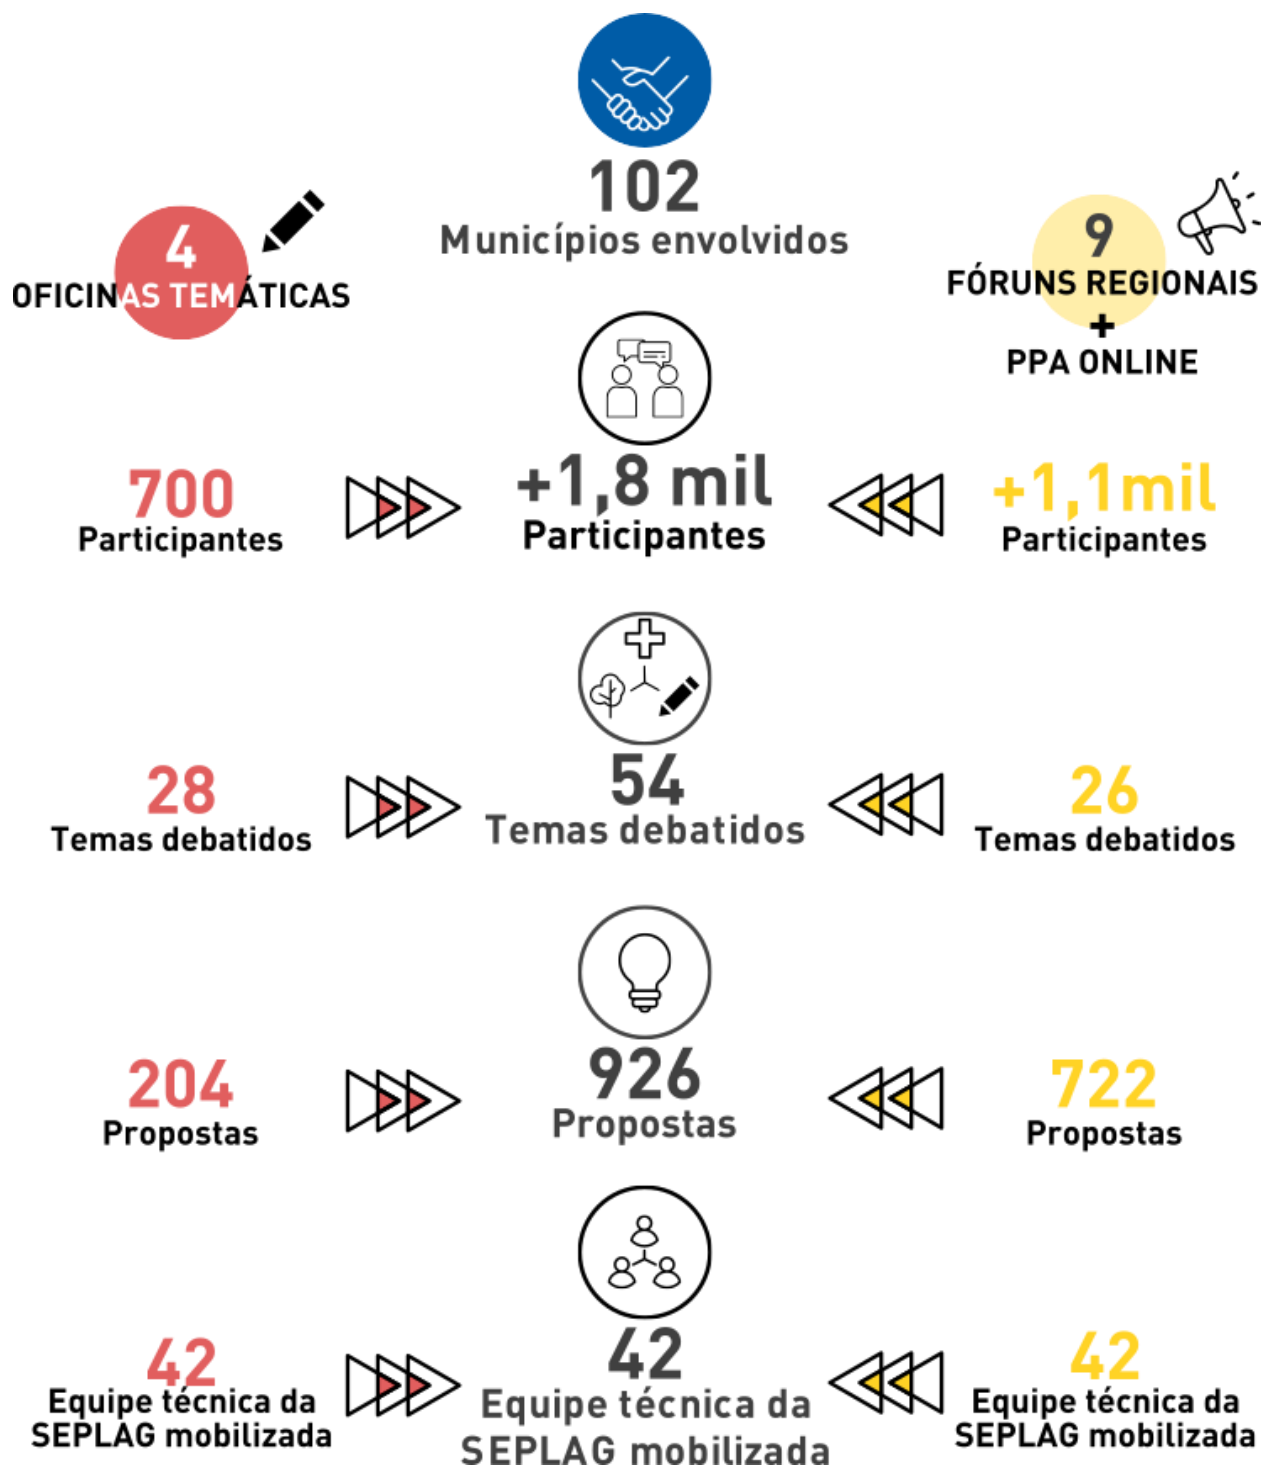 102
Municípios envolvidos
4
OFICINAS TEMÁTICAS
9
FÓRUNS REGIONAIS
+
PPA ONLINE
700
Participantes
+1,8 mil
Participantes
+1,1mil
Participantes
28
Temas debatidos
54
Temas debatidos
26
Temas debatidos
204
Propostas
926
Propostas
722
Propostas
42
Equipe técnica da
SEPLAG mobilizada
42
Equipe técnica da
SEPLAG mobilizada
42
Equipe técnica da
SEPLAG mobilizada